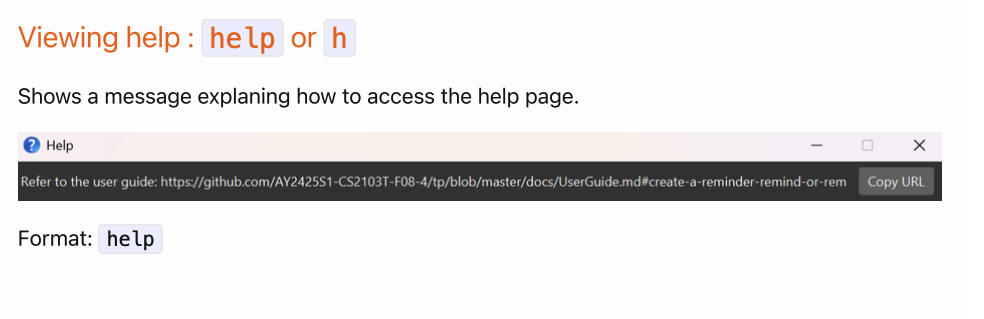 Viewing help : help or h
Shows a message explaning how to access the help page.
Help
Refer to the user guide: https://github.com/AY2425S1-CS2103T-F08-4/tp/blob/master/docs/UserGuide.md#create-a-reminder-remind-or-rem Copy URL
Format: help